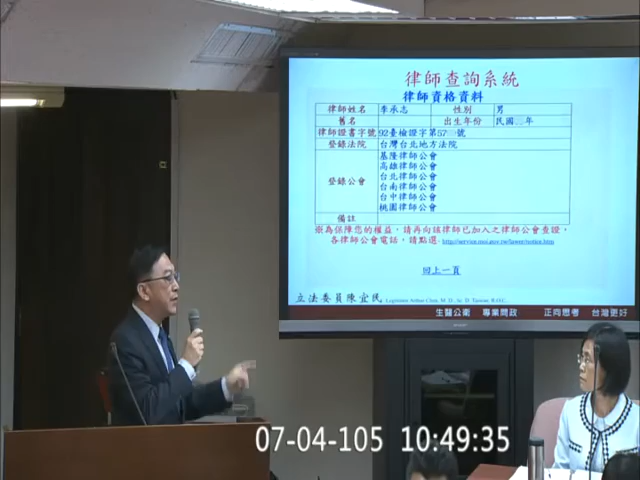 律師查詢系統
律師資格資料
律師姓名 李承志 性別 男
舊名 出生年份 民國 年
律師證書字號 92臺檢證字第57 號
登錄法院 台灣台北地方法院
登錄公會 基隆律師公會
高雄律師公會
台北律師公會
台南律師公會
台中律師公會
桃園律師公會
備註
※為保障您的權益，請再向該律師已加入之律師公會查證，
各律師公會電話，請點選-
回上一頁
立法委員陳宜民 Legislator Arthur Chen,
生醫公衛 專業問政 正向思考 台灣更好
07-04-105 10:49:35